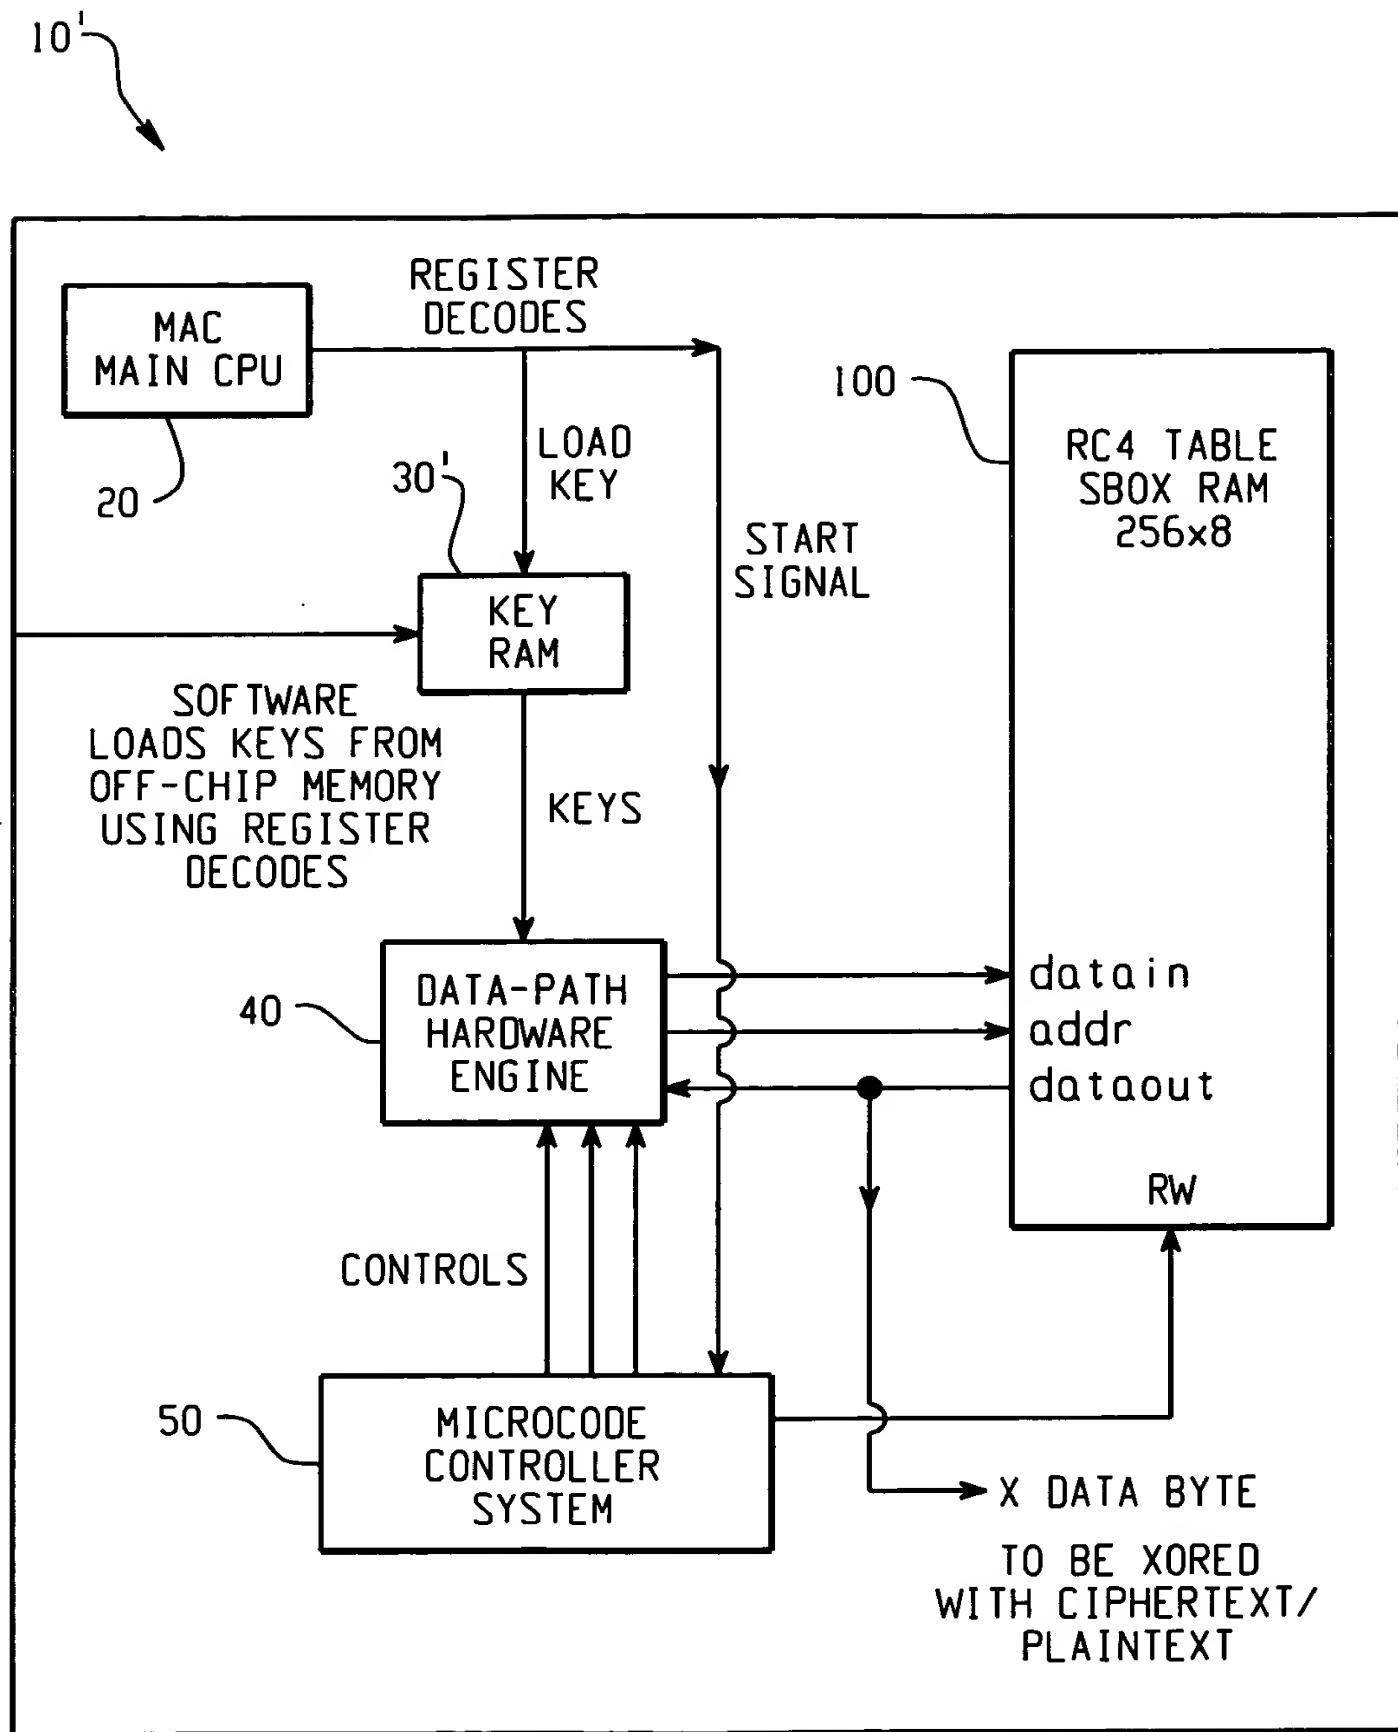 10'
REGISTER
DECODES
MAC
MAIN CPU
20
LOAD
KEY
30'
100
RC4 TABLE
SBOX RAM
256x8
START
SIGNAL
KEY
RAM
SOFTWARE
LOADS KEYS FROM
OFF-CHIP MEMORY
USING REGISTER
DECODES
KEYS
40
DATA-PATH
HARDWARE
ENGINE
datain
addr
dataout
RW
CONTROLS
50
MICROCODE
CONTROLLER
SYSTEM
X DATA BYTE
TO BE XORED
WITH CIPHERTEXT/
PLAINTEXT